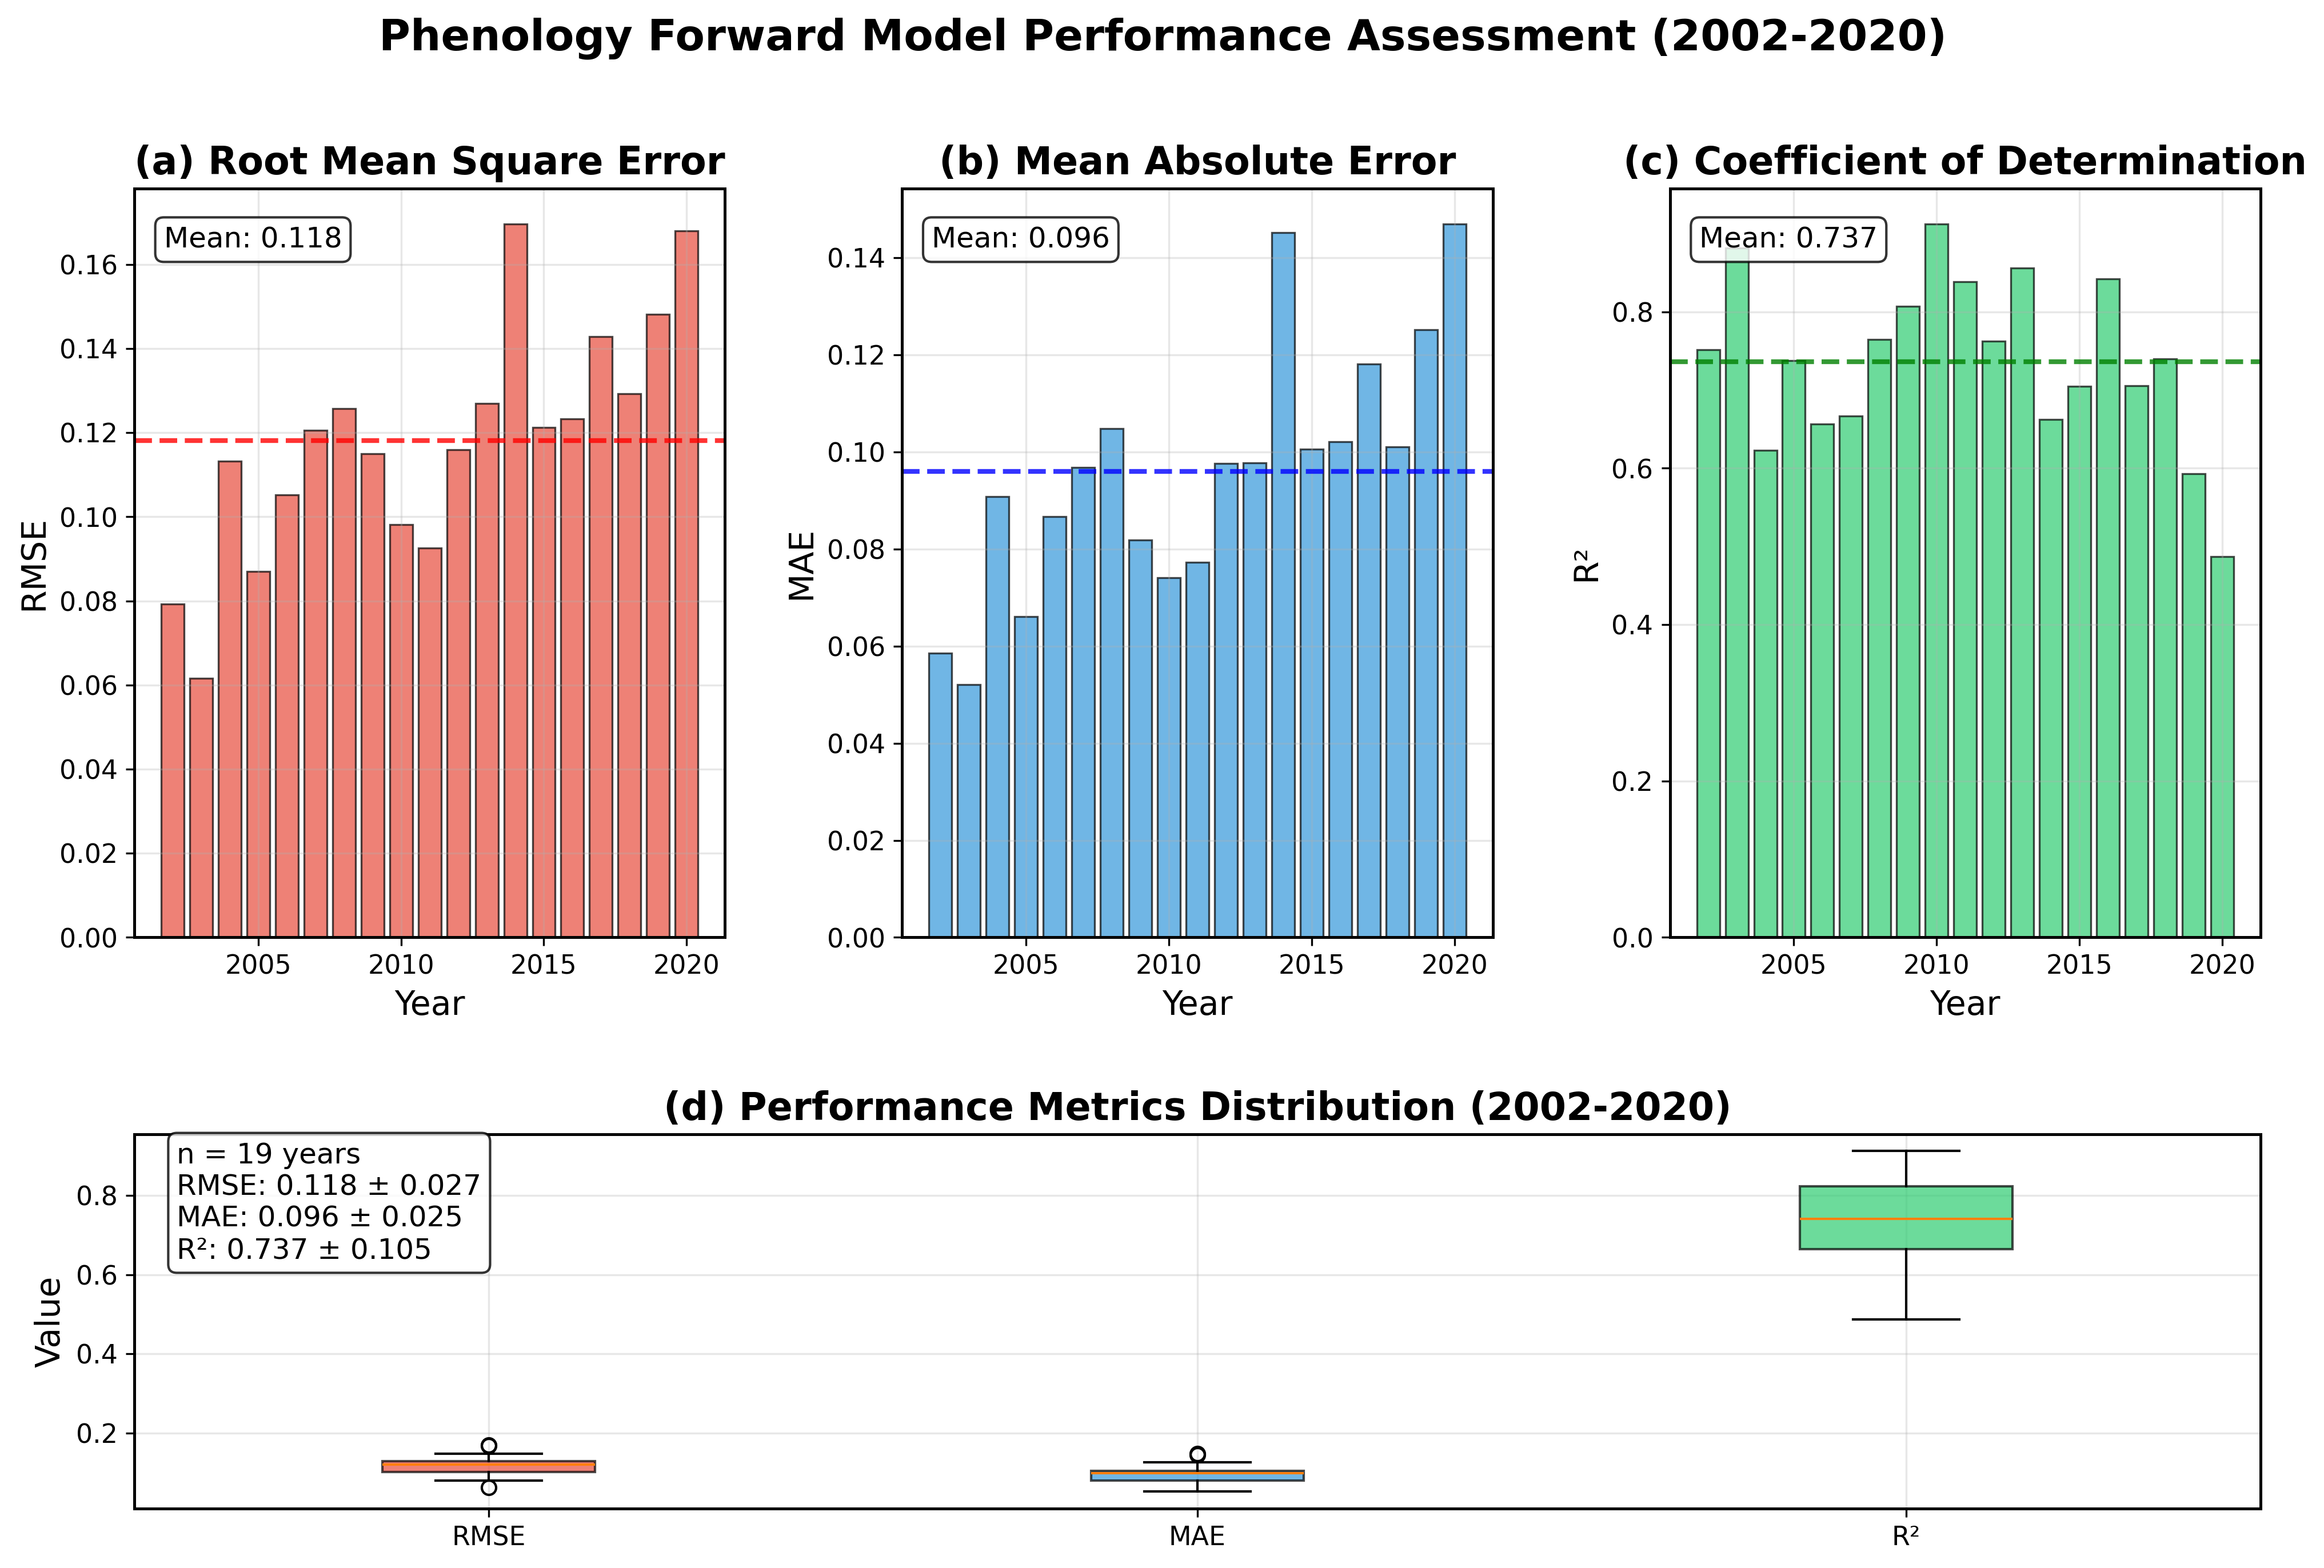 Phenology Forward Model Performance Assessment (2002-2020)
(a) Root Mean Square Error
Mean: 0.118
RMSE
0.16
0.14
0.12
0.10
0.08
0.06
0.04
0.02
0.00
2005 2010 2015 2020
Year
(b) Mean Absolute Error
Mean: 0.096
MAE
0.14
0.12
0.10
0.08
0.06
0.04
0.02
0.00
2005 2010 2015 2020
Year
(c) Coefficient of Determination
Mean: 0.737
R²
0.8
0.6
0.4
0.2
0.0
2005 2010 2015 2020
Year
(d) Performance Metrics Distribution (2002-2020)
n = 19 years
RMSE: 0.118 ± 0.027
MAE: 0.096 ± 0.025
R²: 0.737 ± 0.105
Value
0.8
0.6
0.4
0.2
RMSE MAE R²